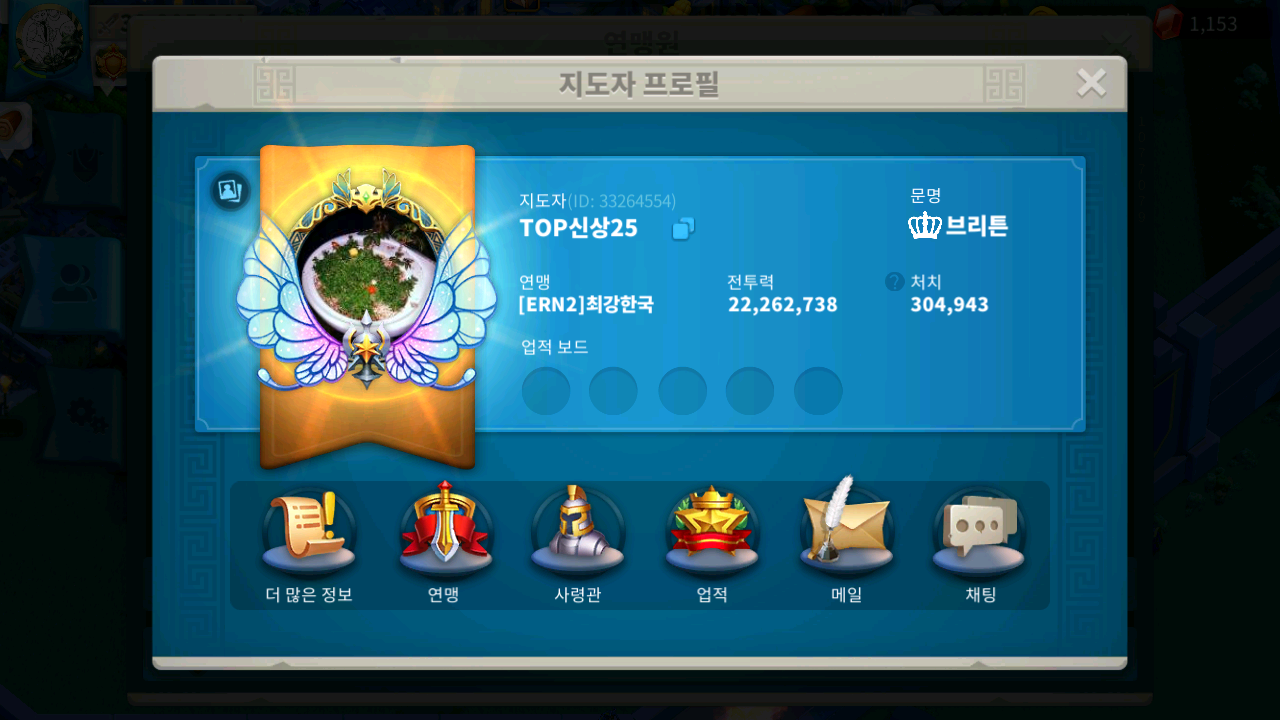 연맹원
1,153
지도자 프로필
지도자(ID: 33264554)
TOP신상25
문명
브리튼
연맹
[ERN2]최강한국
전투력
22,262,738
? 처치
304,943
업적 보드
더 많은 정보
연맹
사령관
업적
메일
채팅